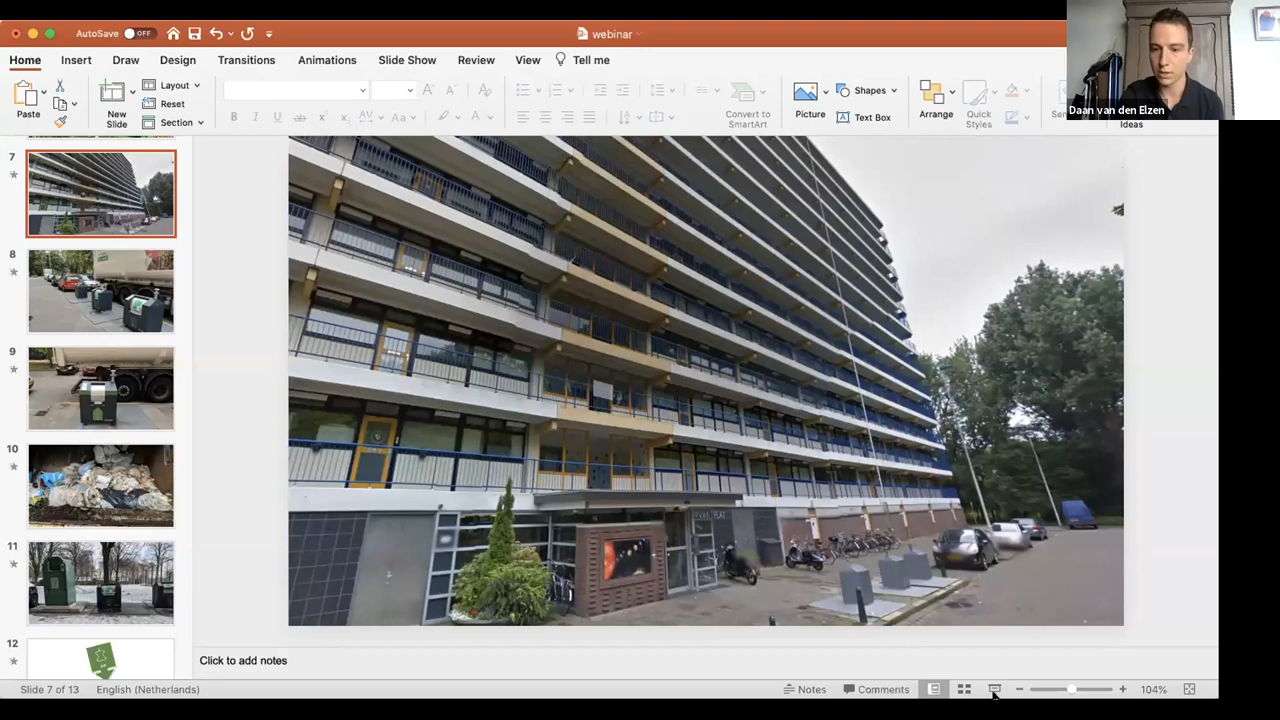 AutoSave OFF
webinar
Daan van den Elzen
Home Insert Draw Design Transitions Animations Slide Show Review View Tell me
Paste
New Slide
Layout
Reset
Section
Convert to SmartArt
Picture
Shapes
Text Box
Arrange
Quick Styles
Ideas
7
8
9
10
11
12
Click to add notes
Slide 7 of 13 English (Netherlands) Notes Comments 104%